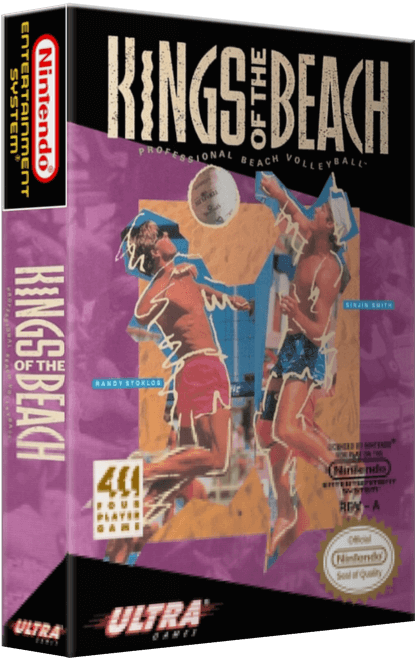 Nintendo
ENTERTAINMENT
SYSTEM
KINGS
OF THE
BEACH
ULTRA
KINGS
OF THE
BEACH
PROFESSIONAL BEACH VOLLEYBALL™
SINJIN SMITH
RANDY STOKLOS
4
FOUR
PLAYER
GAME
LICENSED BY NINTENDO®
FOR PLAY ON THE
Nintendo
ENTERTAINMENT
SYSTEM
REV-A
Official
Nintendo
Seal of Quality
ULTRA
GAMES